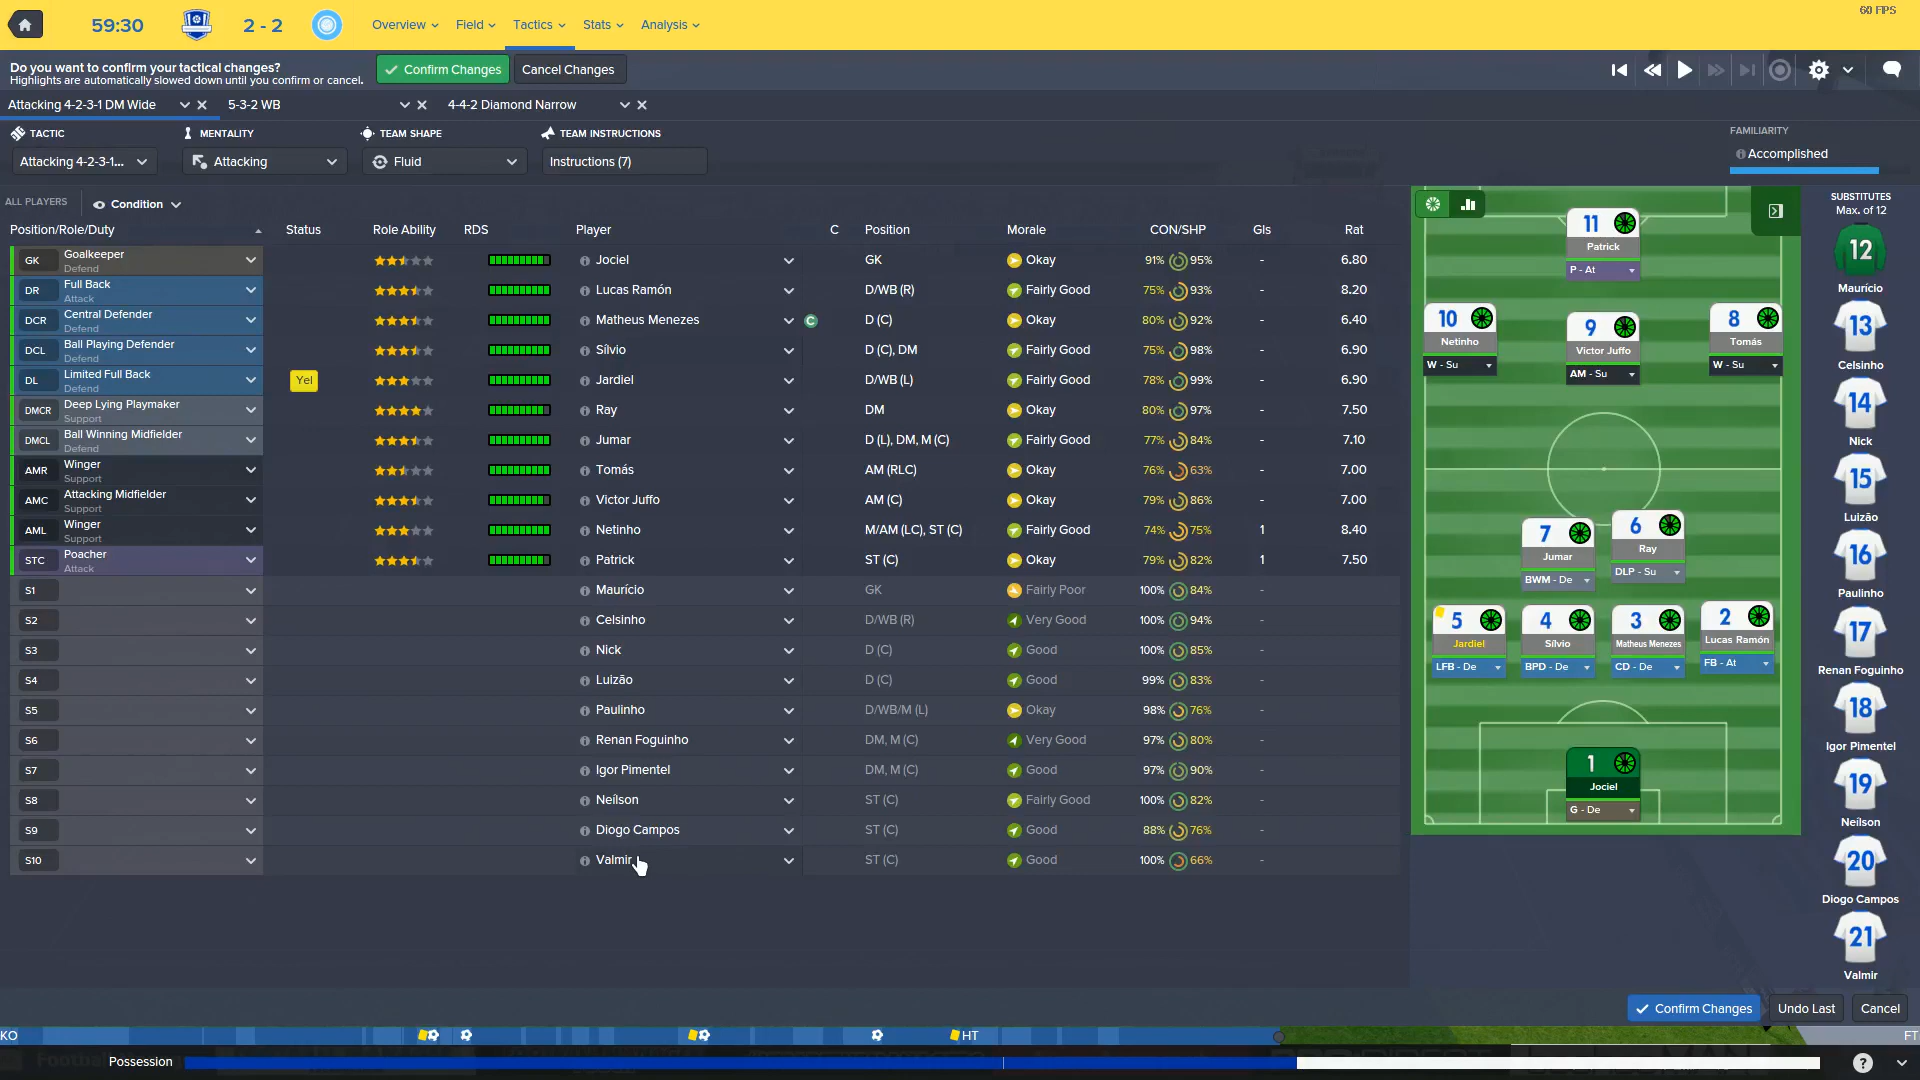 60 FPS
59:30 2 - 2 Overview Field Tactics Stats Analysis
Do you want to confirm your tactical changes?
Highlights are automatically slowed down until you confirm or cancel.
Confirm Changes Cancel Changes
Attacking 4-2-3-1 DM Wide 5-3-2 WB 4-4-2 Diamond Narrow
TACTIC MENTALITY TEAM SHAPE TEAM INSTRUCTIONS FAMILIARITY
Attacking 4-2-3-1... Attacking Fluid Instructions (7) Accomplished
ALL PLAYERS Condition
Position/Role/Duty Status Role Ability RDS Player C Position Morale CON/SHP Gls Rat
GK Goalkeeper Defend Jociel GK Okay 91% 95% - 6.80
DR Full Back Attack Lucas Ramón D/WB (R) Fairly Good 75% 93% - 8.20
DCR Central Defender Defend Matheus Menezes C D (C) Okay 80% 92% - 6.40
DCL Ball Playing Defender Defend Sílvio D (C), DM Fairly Good 75% 98% - 6.90
DL Limited Full Back Defend Yel Jardiel D/WB (L) Fairly Good 78% 99% - 6.90
DMCR Deep Lying Playmaker Support Ray DM Okay 80% 97% - 7.50
DMCL Ball Winning Midfielder Defend Jumar D (L), DM, M (C) Fairly Good 77% 84% - 7.10
AMR Winger Support Tomás AM (RLC) Okay 76% 63% - 7.00
AMC Attacking Midfielder Support Victor Juffo AM (C) Okay 79% 86% - 7.00
AML Winger Support Netinho M/AM (LC), ST (C) Fairly Good 74% 75% 1 8.40
STC Poacher Attack Patrick ST (C) Okay 79% 82% 1 7.50
S1 Maurício GK Fairly Poor 100% 84% -
S2 Celsinho D/WB (R) Very Good 100% 94% -
S3 Nick D (C) Good 100% 85% -
S4 Luizão D (C) Good 99% 83% -
S5 Paulinho D/WB/M (L) Okay 98% 76% -
S6 Renan Foguinho DM, M (C) Very Good 97% 80% -
S7 Igor Pimentel DM, M (C) Good 97% 90% -
S8 Neílson ST (C) Fairly Good 100% 82% -
S9 Diogo Campos ST (C) Good 88% 76% -
S10 Valmir ST (C) Good 100% 66% -
11
Patrick
P - At
10 9 8
Netinho Victor Juffo Tomás
W - Su AM - Su W - Su
7 6
Jumar Ray
BWM - De DLP - Su
5 4 3 2
Jardiel Sílvio Matheus Menezes Lucas Ramón
LFB - De BPD - De CD - De FB - At
1
Jociel
G - De
SUBSTITUTES
Max. of 12
12
Maurício
13
Celsinho
14
Nick
15
Luizão
16
Paulinho
17
Renan Foguinho
18
Igor Pimentel
19
Neílson
20
Diogo Campos
21
Valmir
Confirm Changes Undo Last Cancel
KO HT FT
Possession ?